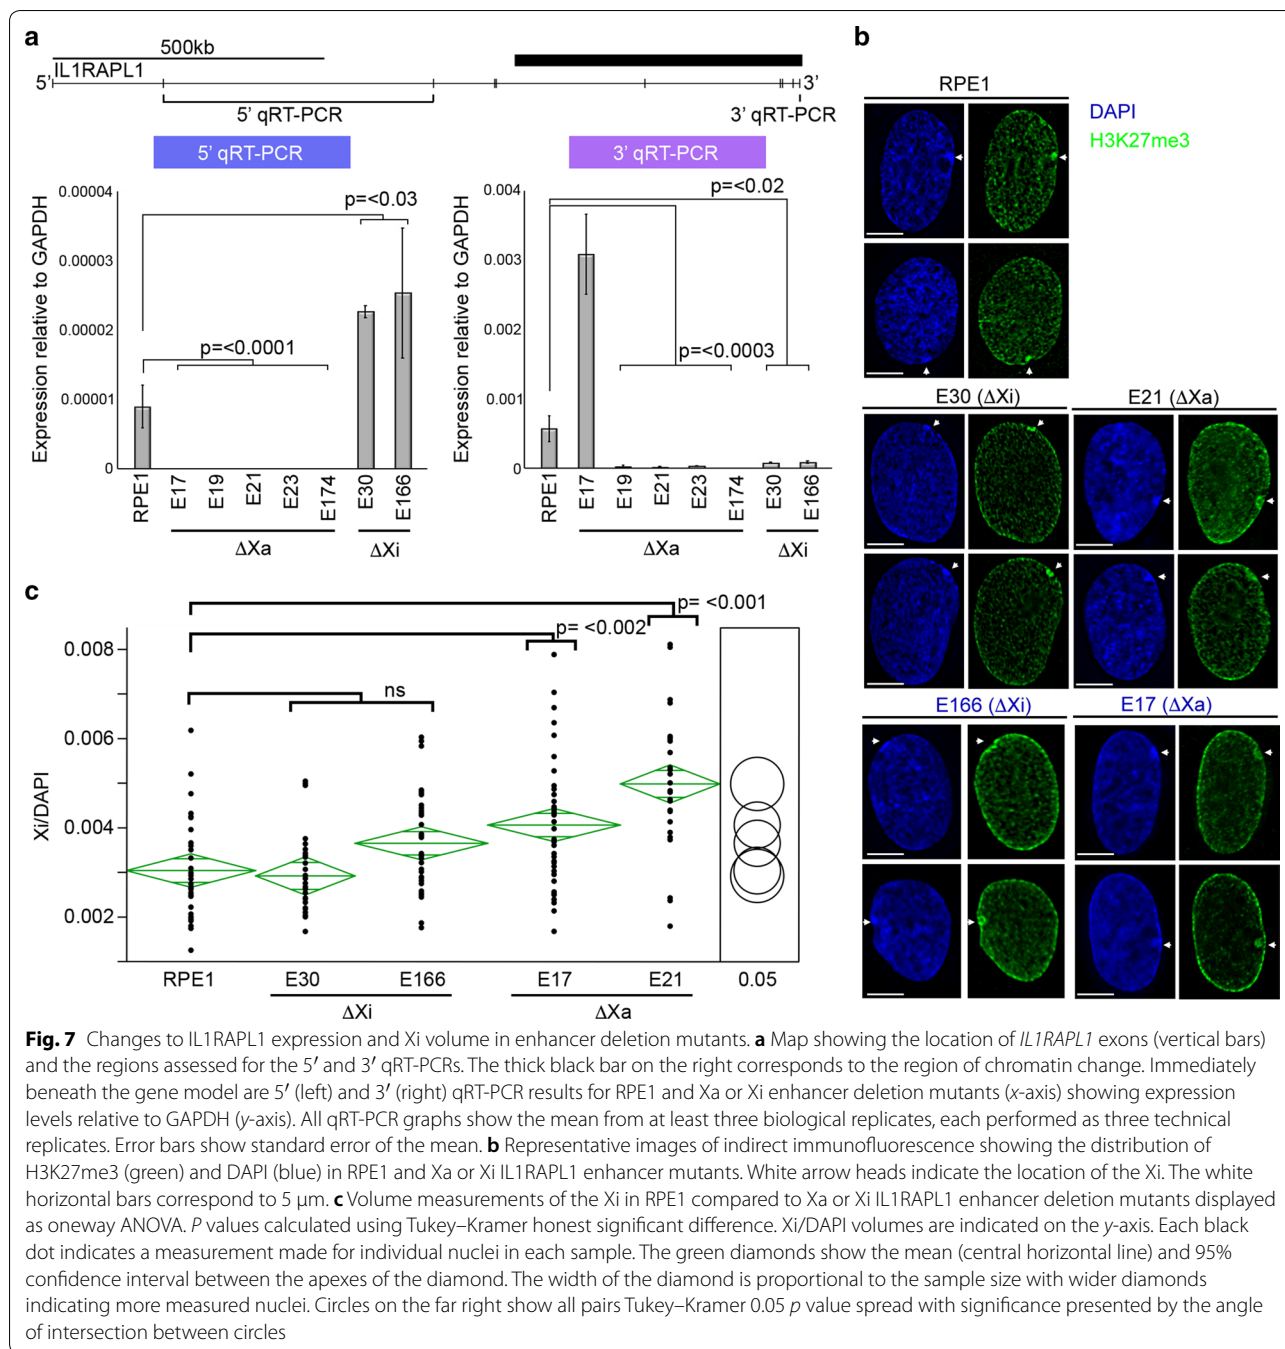 a
500kb
IL1RAPL1
5’
3’
5’ qRT-PCR
3’ qRT-PCR
5’ qRT-PCR
3’ qRT-PCR
Expression relative to GAPDH
0.00004
0.00003
0.00002
0.00001
0
p=<0.03
p=<0.0001
RPE1
E17
E19
E21
E23
E174
E30
E166
ΔXa
ΔXi
Expression relative to GAPDH
0.004
0.003
0.002
0.001
0
p=<0.02
p=<0.0003
RPE1
E17
E19
E21
E23
E174
E30
E166
ΔXa
ΔXi
b
RPE1
DAPI
H3K27me3
E30 (ΔXi)
E21 (ΔXa)
E166 (ΔXi)
E17 (ΔXa)
c
p= <0.001
p= <0.002
ns
Xi/DAPI
0.008
0.006
0.004
0.002
RPE1
E30
E166
E17
E21
0.05
ΔXi
ΔXa
Fig. 7 Changes to IL1RAPL1 expression and Xi volume in enhancer deletion mutants. a Map showing the location of IL1RAPL1 exons (vertical bars)
and the regions assessed for the 5′ and 3′ qRT-PCRs. The thick black bar on the right corresponds to the region of chromatin change. Immediately
beneath the gene model are 5′ (left) and 3′ (right) qRT-PCR results for RPE1 and Xa or Xi enhancer deletion mutants (x-axis) showing expression
levels relative to GAPDH (y-axis). All qRT-PCR graphs show the mean from at least three biological replicates, each performed as three technical
replicates. Error bars show standard error of the mean. b Representative images of indirect immunofluorescence showing the distribution of
H3K27me3 (green) and DAPI (blue) in RPE1 and Xa or Xi IL1RAPL1 enhancer mutants. White arrow heads indicate the location of the Xi. The white
horizontal bars correspond to 5 μm. c Volume measurements of the Xi in RPE1 compared to Xa or Xi IL1RAPL1 enhancer deletion mutants displayed
as oneway ANOVA. P values calculated using Tukey–Kramer honest significant difference. Xi/DAPI volumes are indicated on the y-axis. Each black
dot indicates a measurement made for individual nuclei in each sample. The green diamonds show the mean (central horizontal line) and 95%
confidence interval between the apexes of the diamond. The width of the diamond is proportional to the sample size with wider diamonds
indicating more measured nuclei. Circles on the far right show all pairs Tukey–Kramer 0.05 p value spread with significance presented by the angle
of intersection between circles